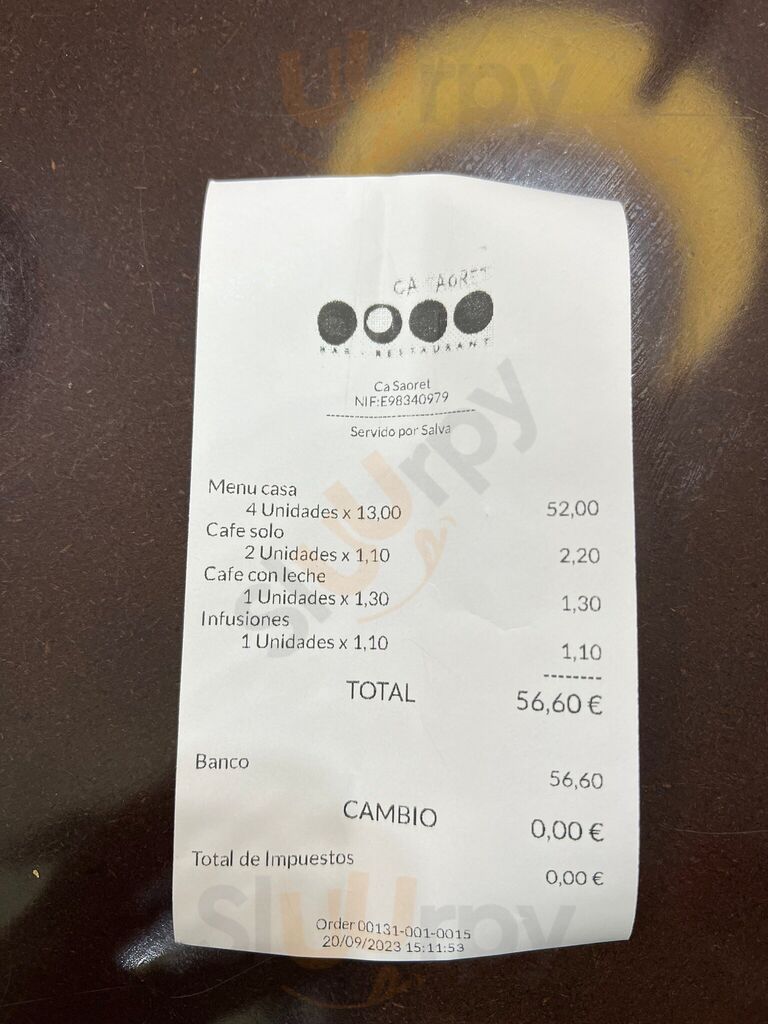 Sluurpy
CA SAORET
BAR - RESTAURANT
Ca Saoret
NIF:E98340979
Servido por Salva
Menu casa
4 Unidades x 13,00 52,00
Cafe solo
2 Unidades x 1,10 2,20
Cafe con leche
1 Unidades x 1,30 1,30
Infusiones
1 Unidades x 1,10 1,10
TOTAL 56,60 €
Banco 56,60
CAMBIO 0,00 €
Total de Impuestos 0,00 €
Order 00131-001-0015
20/09/2023 15:11:53
Sluurpy
Sluurpy